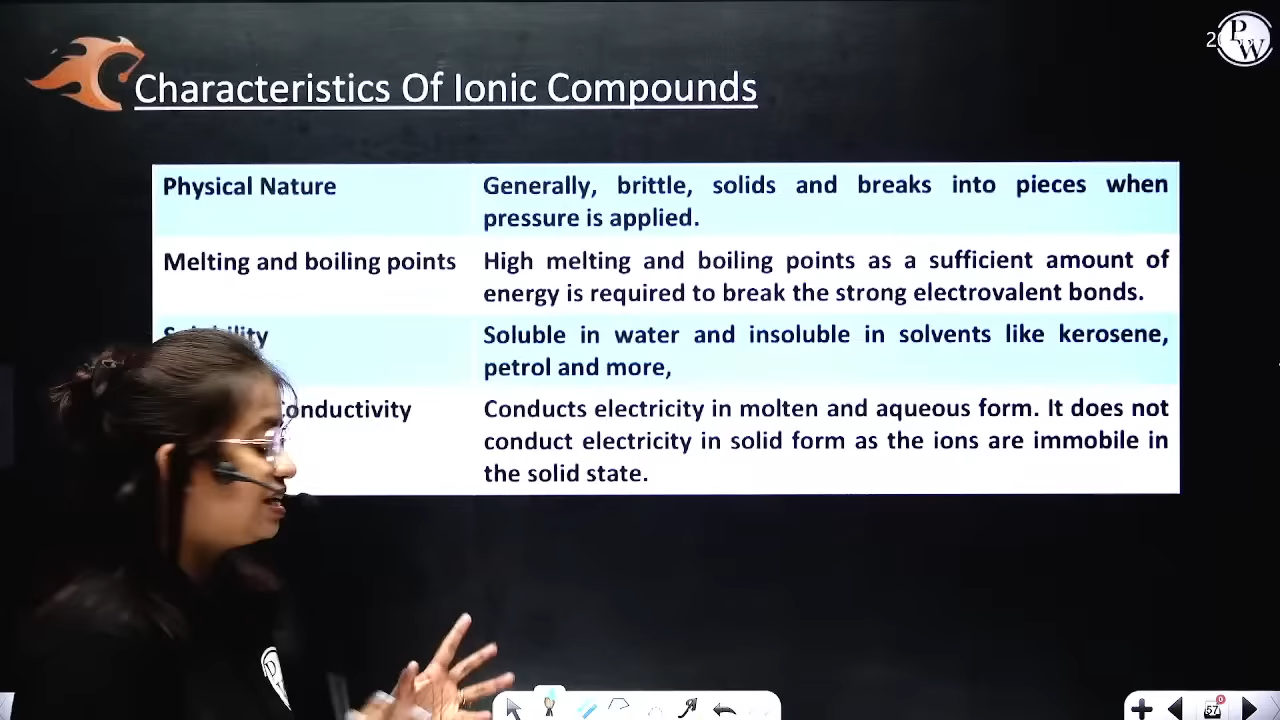 Characteristics Of Ionic Compounds
Physical Nature
Generally, brittle, solids and breaks into pieces when
pressure is applied.
Melting and boiling points
High melting and boiling points as a sufficient amount of
energy is required to break the strong electrovalent bonds.
Soluble in water and insoluble in solvents like kerosene,
petrol and more,
Conductivity
Conducts electricity in molten and aqueous form. It does not
conduct electricity in solid form as the ions are immobile in
the solid state.
P
W
57